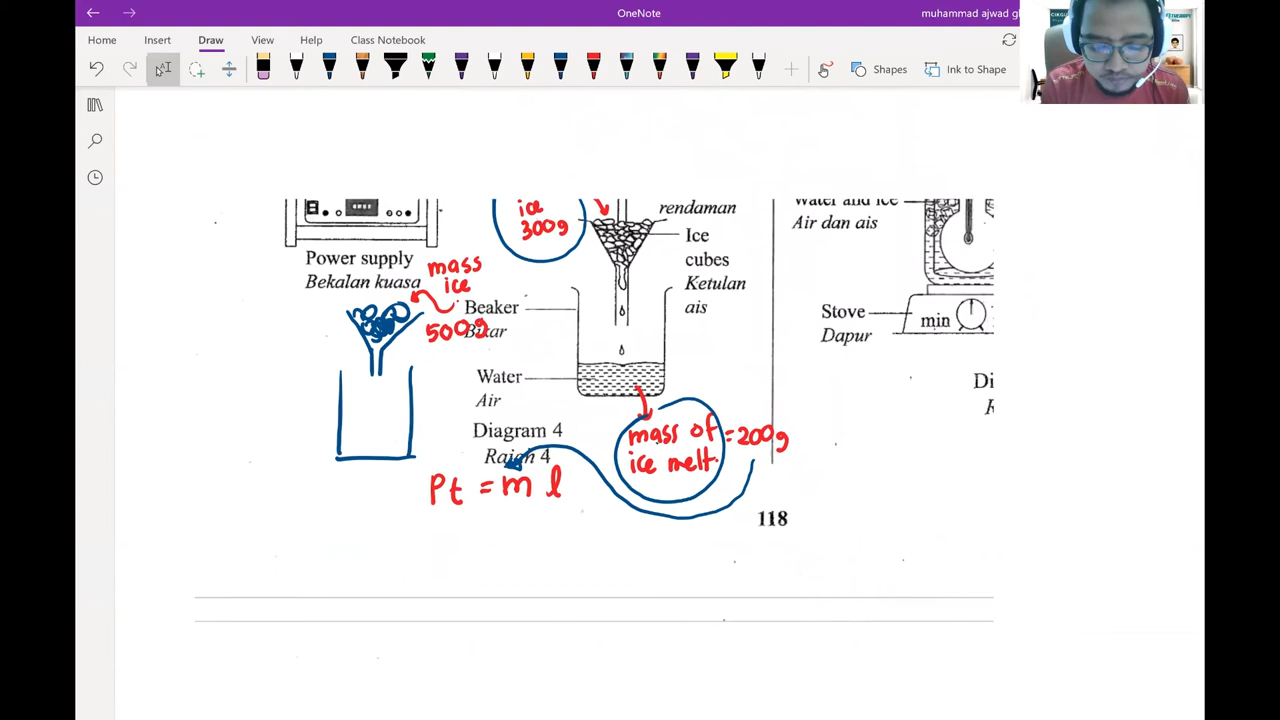 OneNote
muhammad ajwad
Home
Insert
Draw
View
Help
Class Notebook
Shapes
Ink to Shape
Power supply
Bekalan kuasa
mass
ice
500g
ice
300g
rendaman
Ice
cubes
Ketulan
ais
Beaker
Bikar
Water
Air
Diagram 4
Rajah 4
mass of = 200g
ice melt.
Pt = m l
118
Water and ice
Air dan ais
Stove
Dapur
min